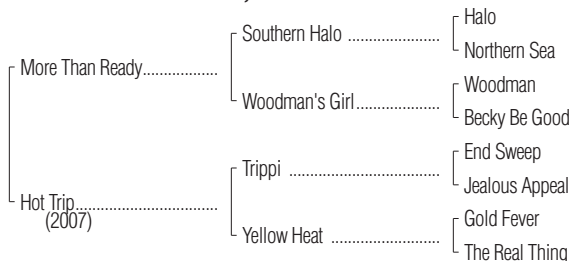 Halo
Southern Halo .......................
Northern Sea
More Than Ready..................
Woodman
Woodman's Girl....................
Becky Be Good
End Sweep
Trippi ..................................
Jealous Appeal
Hot Trip..................................
(2007)
Gold Fever
Yellow Heat ..........................
The Real Thing